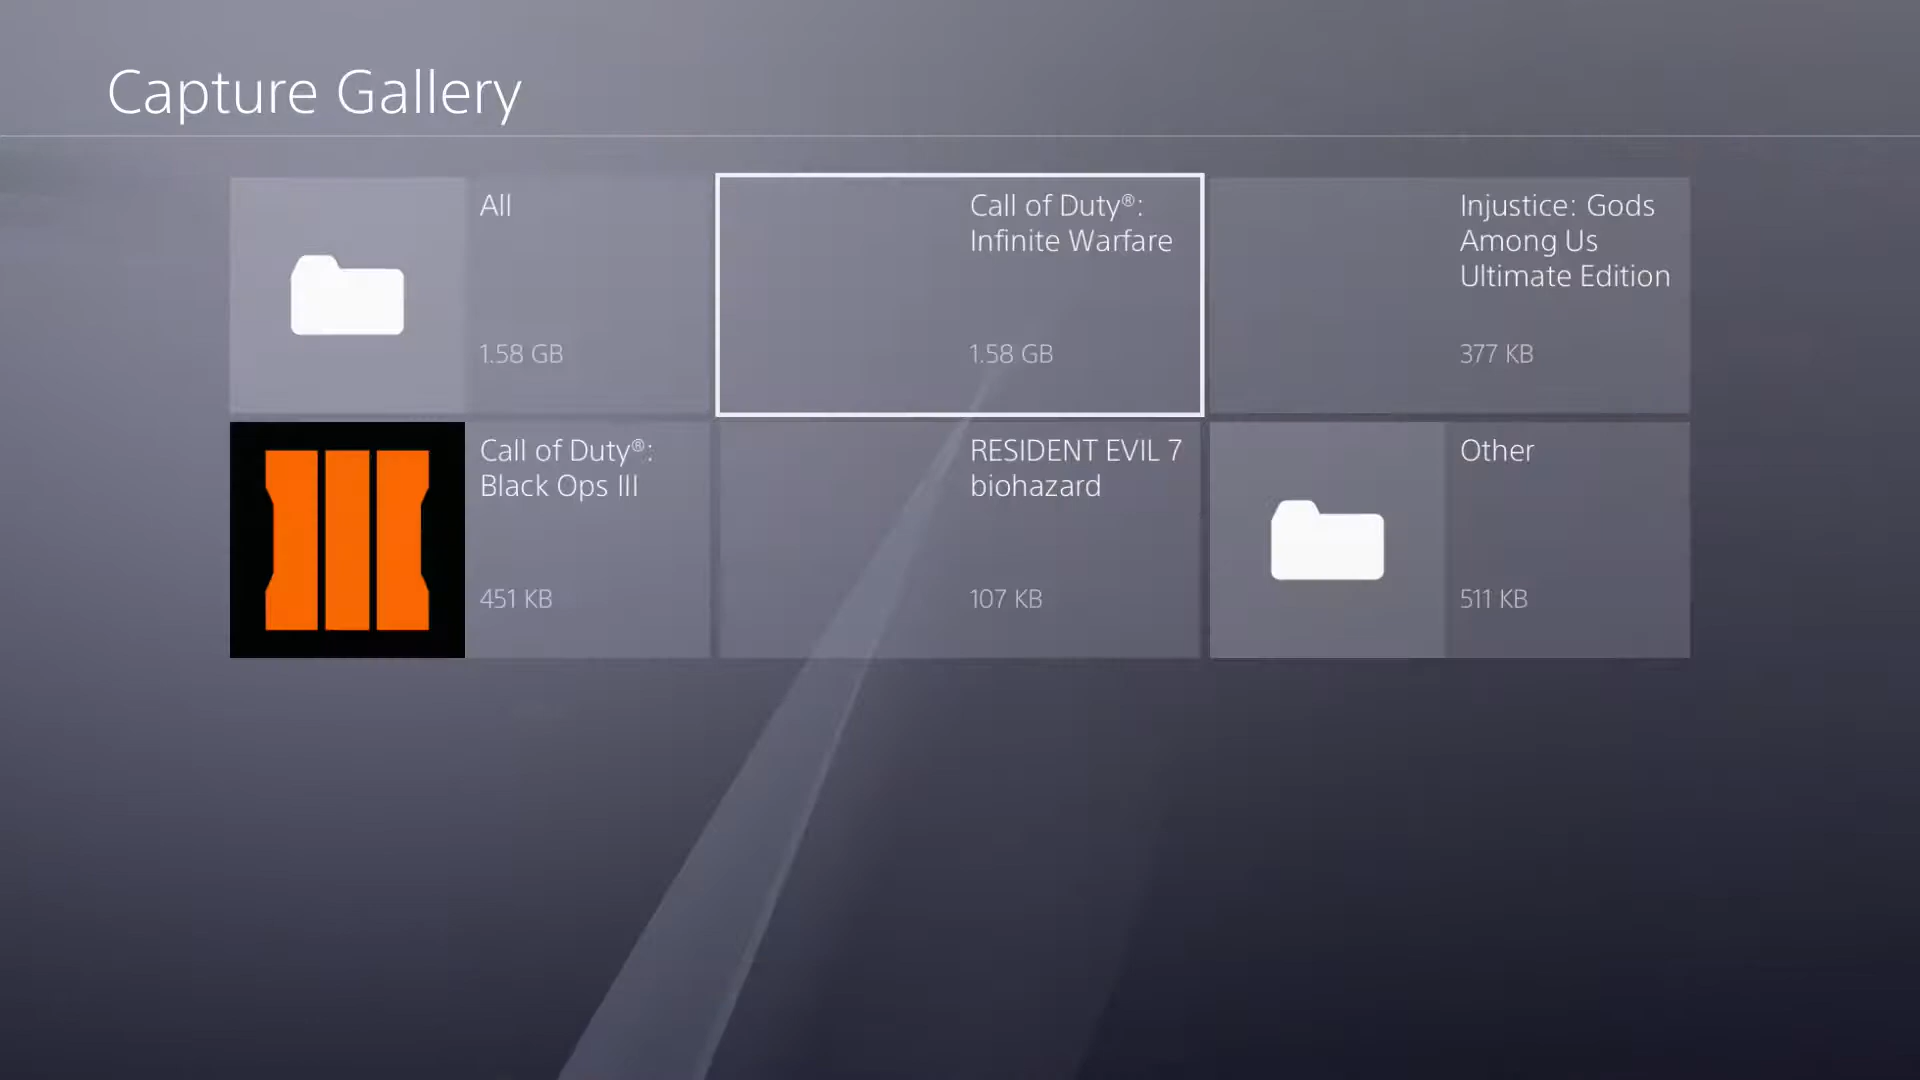 Capture Gallery
All
1.58 GB
Call of Duty®:
Infinite Warfare
1.58 GB
Injustice: Gods
Among Us
Ultimate Edition
377 KB
Call of Duty®:
Black Ops III
451 KB
RESIDENT EVIL 7
biohazard
107 KB
Other
511 KB